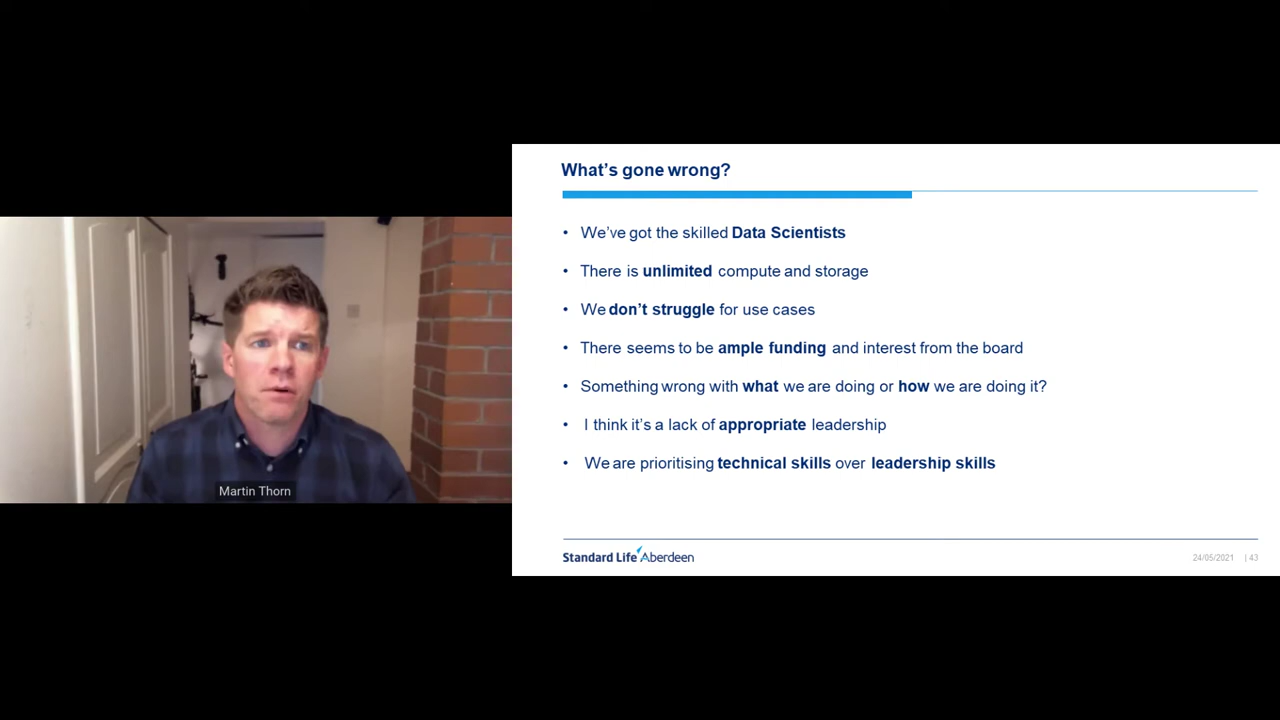 What's gone wrong?
• We've got the skilled Data Scientists
• There is unlimited compute and storage
• We don't struggle for use cases
• There seems to be ample funding and interest from the board
• Something wrong with what we are doing or how we are doing it?
• I think it's a lack of appropriate leadership
• We are prioritising technical skills over leadership skills
Martin Thorn
Standard Life Aberdeen
24/05/2021 | 43